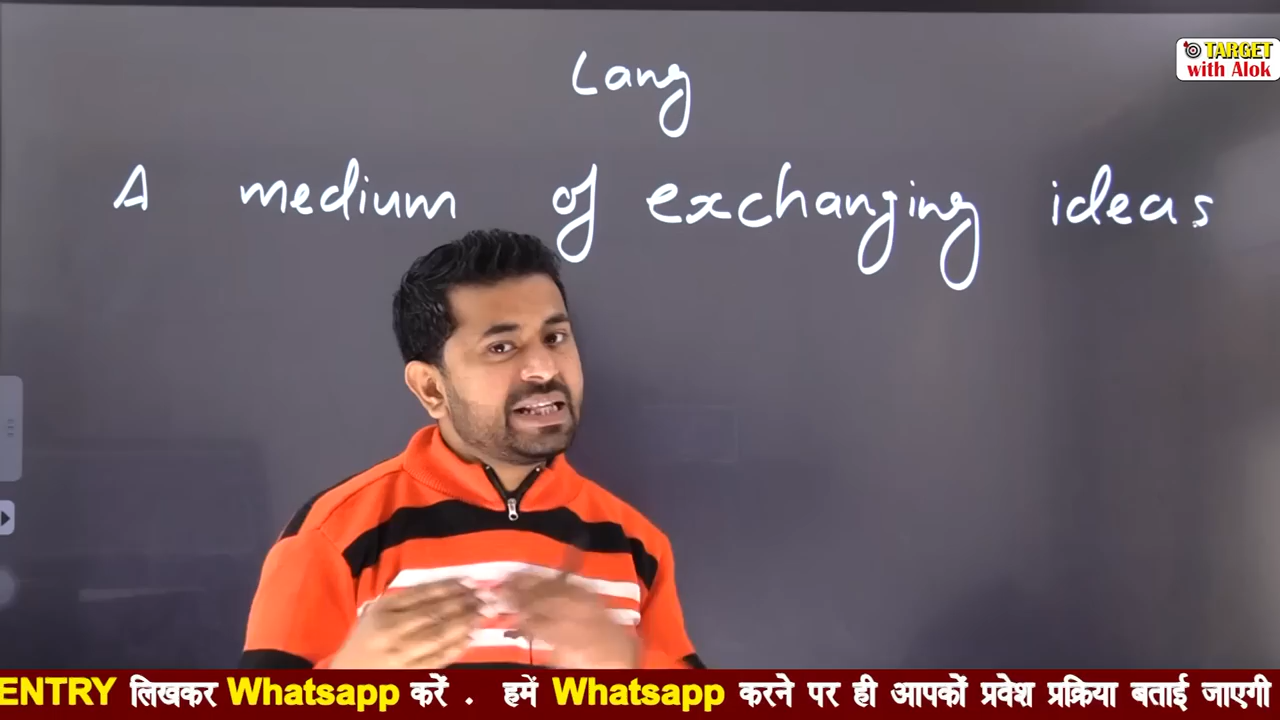 TARGET
with Alok
Lang
A medium of exchanging ideas
ENTRY लिखकर Whatsapp करें . हमें Whatsapp करने पर ही आपकों प्रवेश प्रक्रिया बताई जाएगी